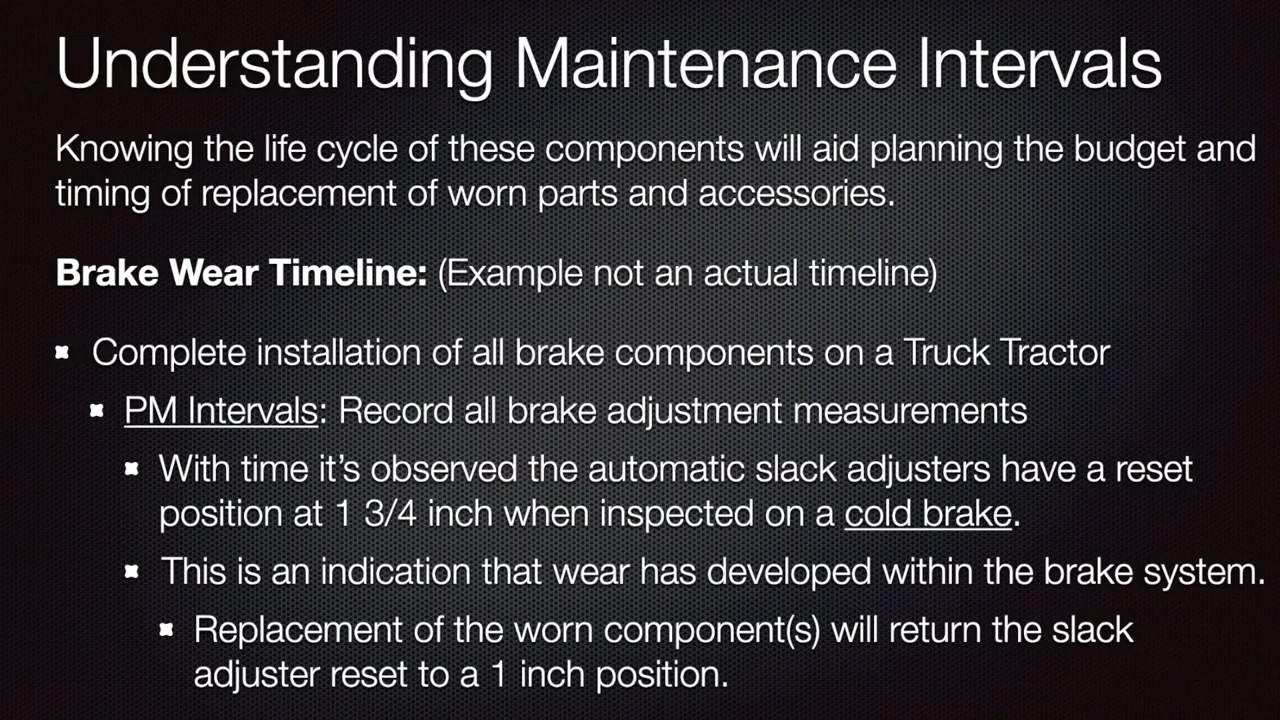 Understanding Maintenance Intervals
Knowing the life cycle of these components will aid planning the budget and
timing of replacement of worn parts and accessories.
Brake Wear Timeline: (Example not an actual timeline)
Complete installation of all brake components on a Truck Tractor
PM Intervals: Record all brake adjustment measurements
With time it’s observed the automatic slack adjusters have a reset
position at 1 3/4 inch when inspected on a cold brake.
This is an indication that wear has developed within the brake system.
Replacement of the worn component(s) will return the slack
adjuster reset to a 1 inch position.